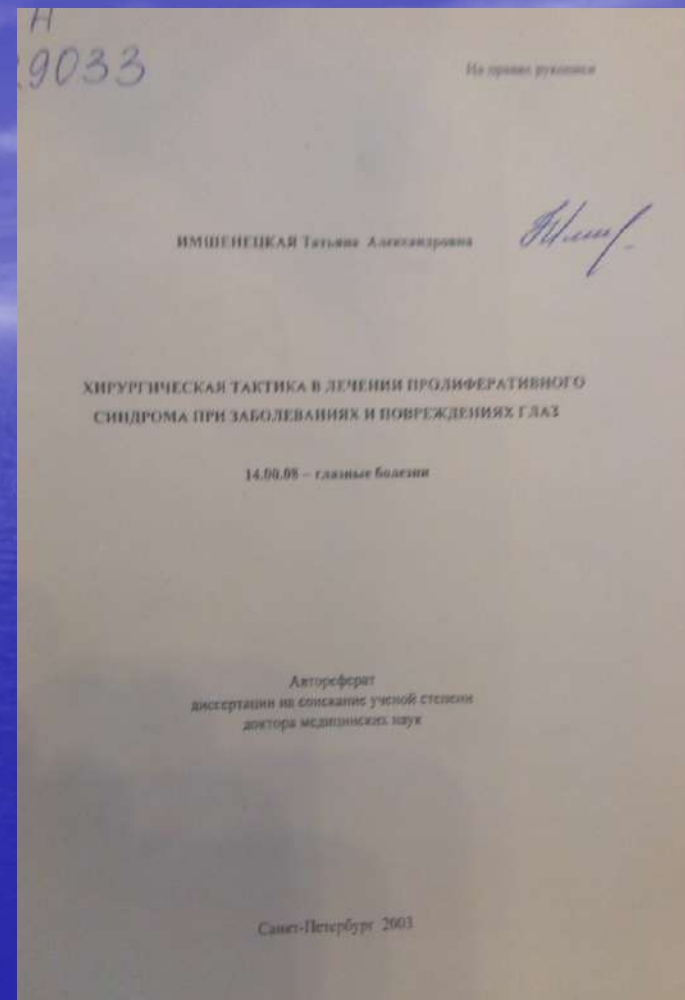 Н
9033
На правах рукописи
ИМШЕНЕЦКАЯ Татьяна Александровна
ХИРУРГИЧЕСКАЯ ТАКТИКА В ЛЕЧЕНИИ ПРОЛИФЕРАТИВНОГО
СИНДРОМА ПРИ ЗАБОЛЕВАНИЯХ И ПОВРЕЖДЕНИЯХ ГЛАЗ
14.00.08 – глазные болезни
Автореферат
диссертации на соискание ученой степени
доктора медицинских наук
Санкт-Петербург 2003